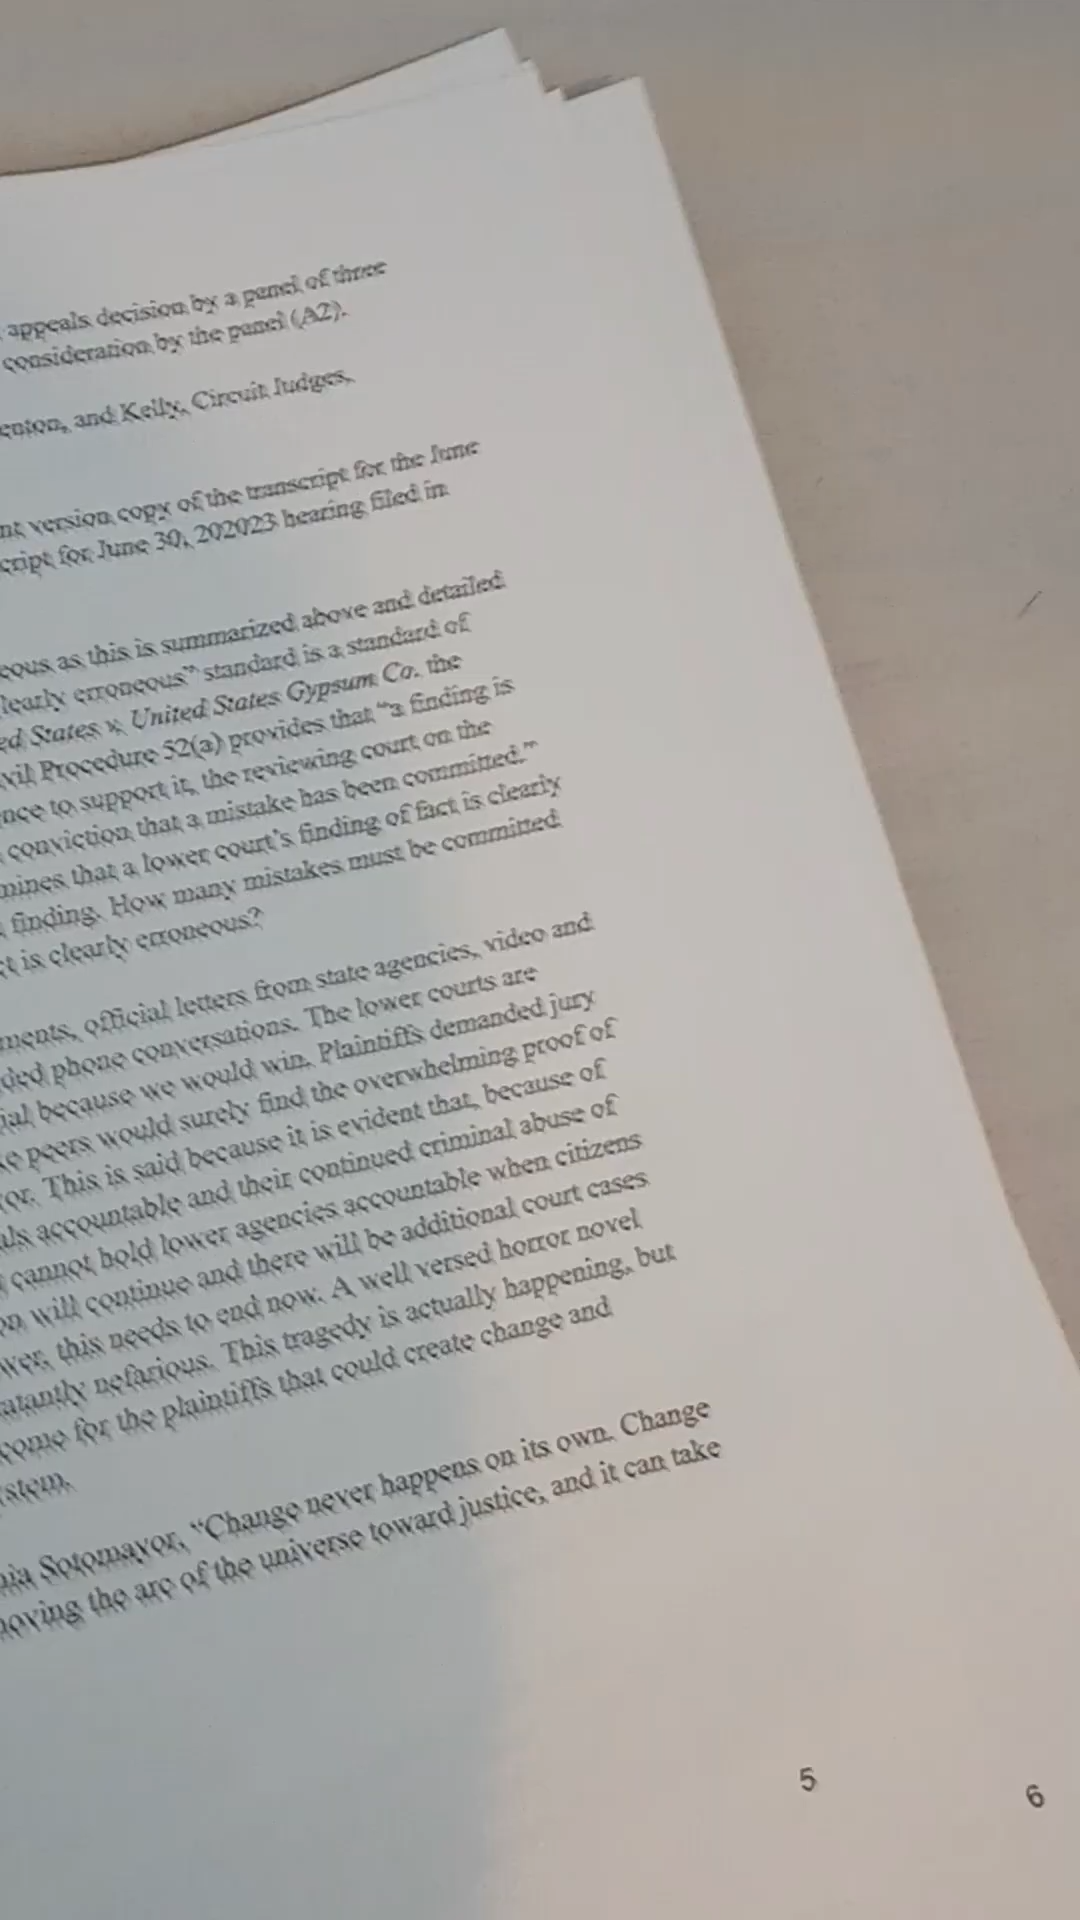 appeals decision by a panel of three
consideration by the panel (A2).
enton, and Kelly, Circuit Judges.
nt version copy of the transcript for the June
cript for June 30, 202023 hearing filed in
eous as this is summarized above and detailed
learly erroneous” standard is a standard of
ed States v. United States Gypsum Co. the
vil Procedure 52(a) provides that “a finding is
nce to support it, the reviewing court on the
conviction that a mistake has been committed.”
mines that a lower court’s finding of fact is clearly
finding. How many mistakes must be committed
ct is clearly erroneous?
ments, official letters from state agencies, video and
ded phone conversations. The lower courts are
ial because we would win. Plaintiffs demanded jury
ke peers would surely find the overwhelming proof of
ror. This is said because it is evident that, because of
als accountable and their continued criminal abuse of
cannot hold lower agencies accountable when citizens
on will continue and there will be additional court cases
wer, this needs to end now. A well versed horror novel
atantly nefarious. This tragedy is actually happening, but
come for the plaintiffs that could create change and
stem.
nia Sotomayor, “Change never happens on its own. Change
moving the arc of the universe toward justice, and it can take
5
6